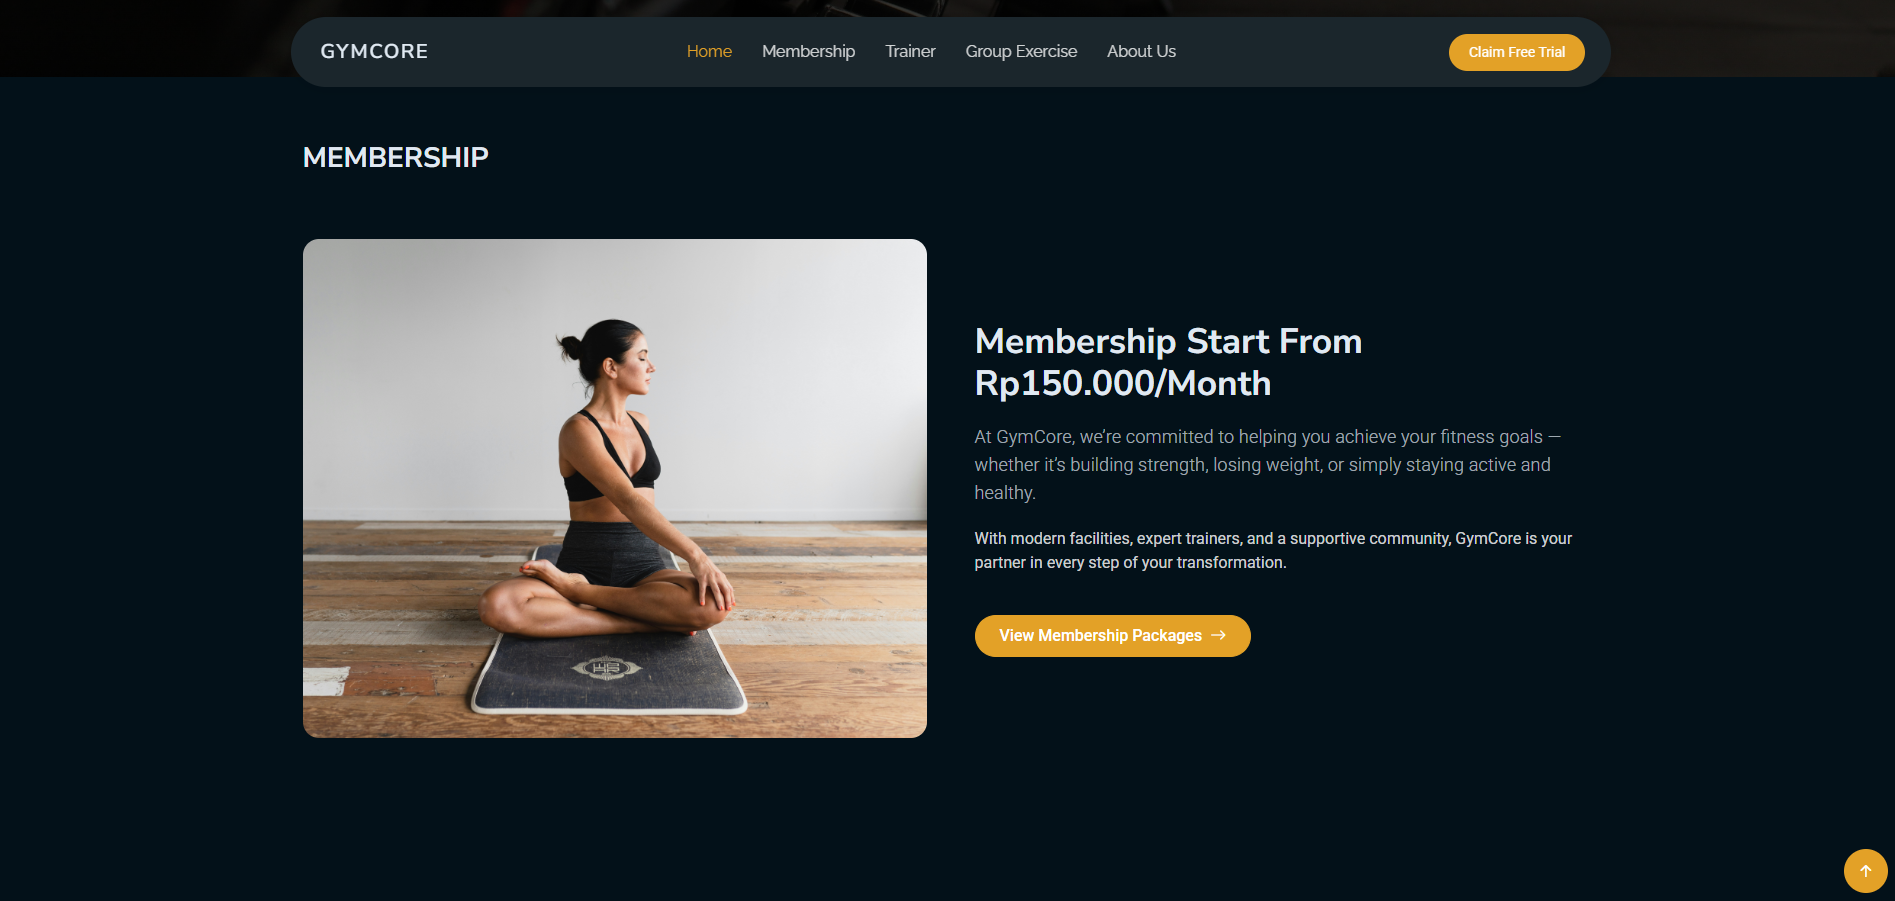 GYMCORE
Home Membership Trainer Group Exercise About Us
Claim Free Trial
MEMBERSHIP
Membership Start From
Rp150.000/Month
At GymCore, we’re committed to helping you achieve your fitness goals —
whether it’s building strength, losing weight, or simply staying active and
healthy.
With modern facilities, expert trainers, and a supportive community, GymCore is your
partner in every step of your transformation.
View Membership Packages →